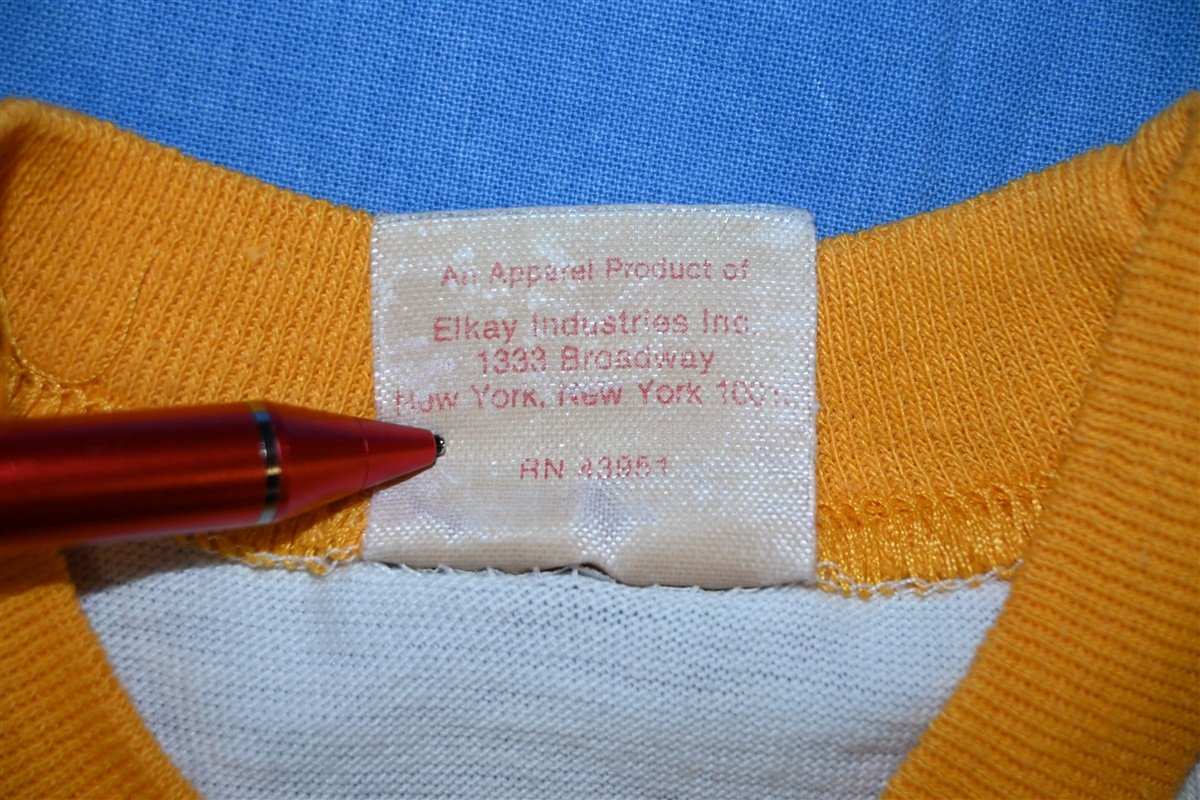 An Apparel Product of
Elkay Industries Inc.
1333 Broadway
New York, New York
RN 43951